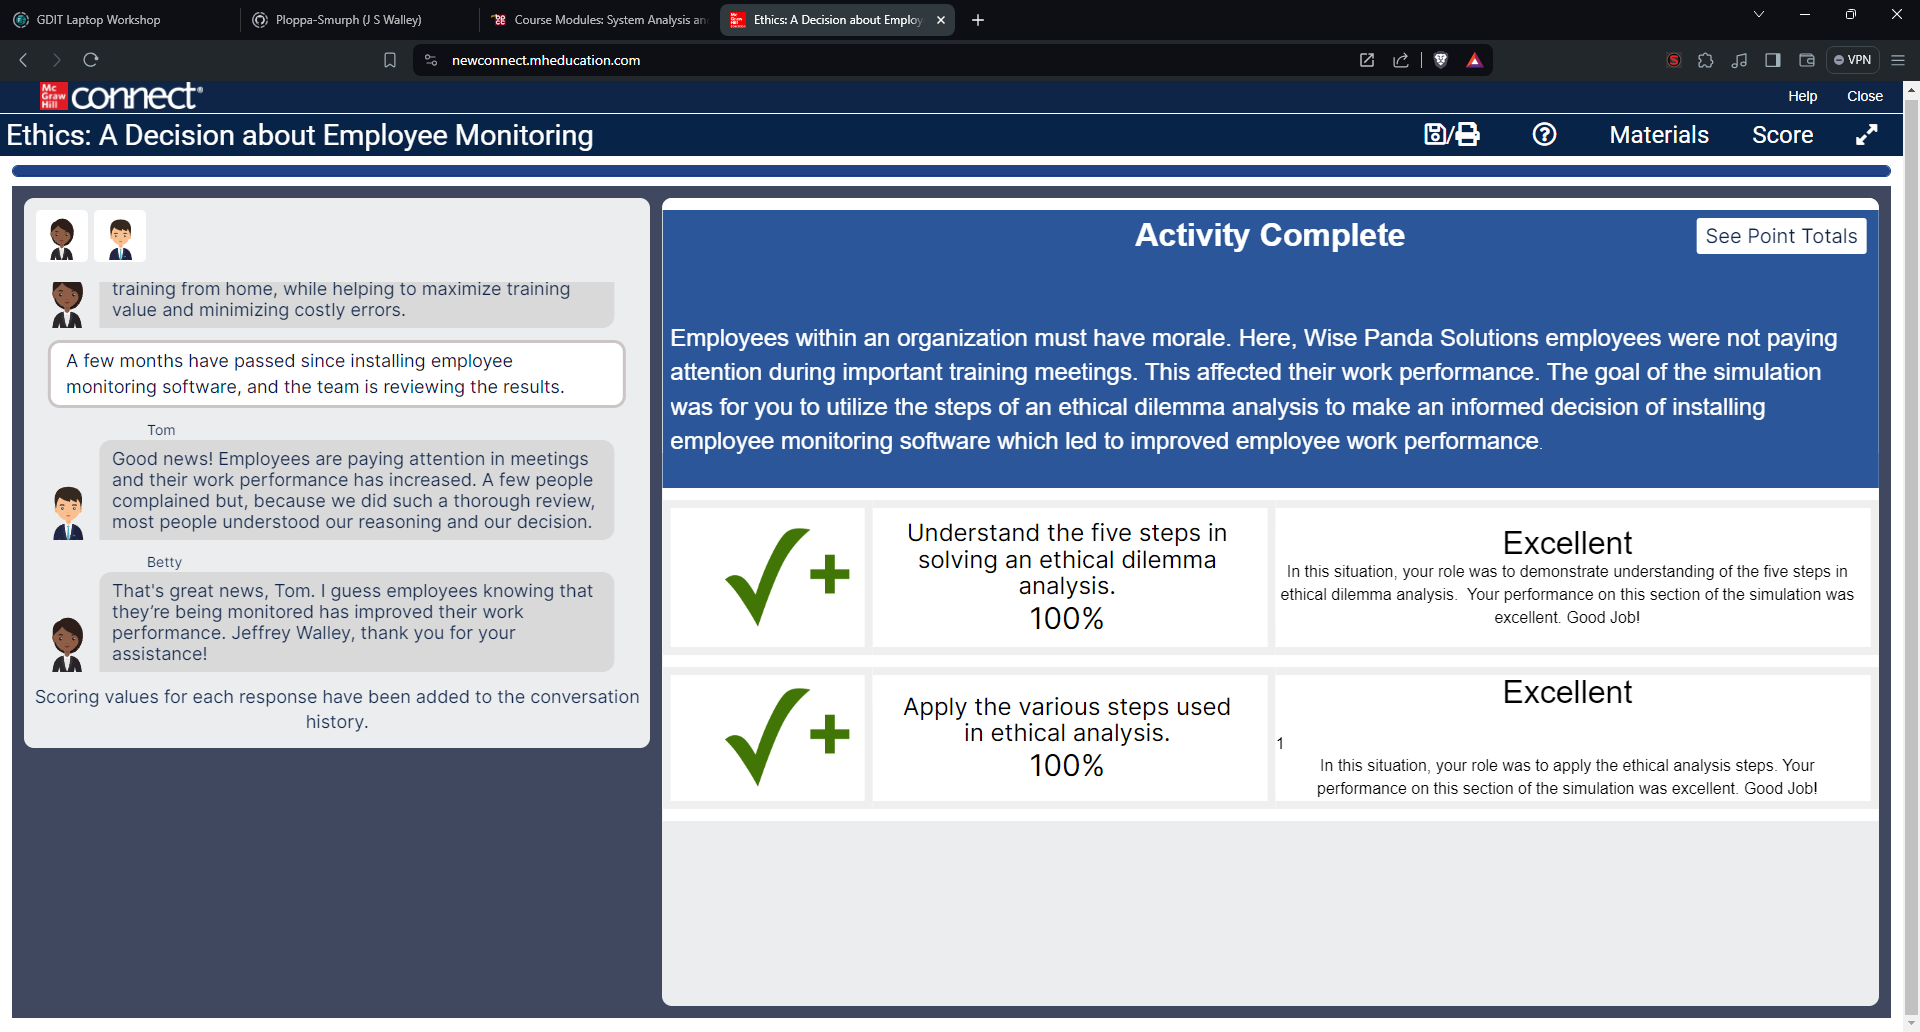 GDIT Laptop Workshop
Ploppa-Smurph (J S Walley)
Course Modules: System Analysis an
Ethics: A Decision about Employ
newconnect.mheducation.com
VPN
Mc
Graw
Hill
connect®
Help
Close
Ethics: A Decision about Employee Monitoring
/
Materials
Score
training from home, while helping to maximize training
value and minimizing costly errors.
A few months have passed since installing employee
monitoring software, and the team is reviewing the results.
Tom
Good news! Employees are paying attention in meetings
and their work performance has increased. A few people
complained but, because we did such a thorough review,
most people understood our reasoning and our decision.
Betty
That's great news, Tom. I guess employees knowing that
they’re being monitored has improved their work
performance. Jeffrey Walley, thank you for your
assistance!
Scoring values for each response have been added to the conversation
history.
Activity Complete
See Point Totals
Employees within an organization must have morale. Here, Wise Panda Solutions employees were not paying
attention during important training meetings. This affected their work performance. The goal of the simulation
was for you to utilize the steps of an ethical dilemma analysis to make an informed decision of installing
employee monitoring software which led to improved employee work performance.
Understand the five steps in
solving an ethical dilemma
analysis.
100%
Excellent
In this situation, your role was to demonstrate understanding of the five steps in
ethical dilemma analysis. Your performance on this section of the simulation was
excellent. Good Job!
Apply the various steps used
in ethical analysis.
100%
Excellent
1
In this situation, your role was to apply the ethical analysis steps. Your
performance on this section of the simulation was excellent. Good Job!